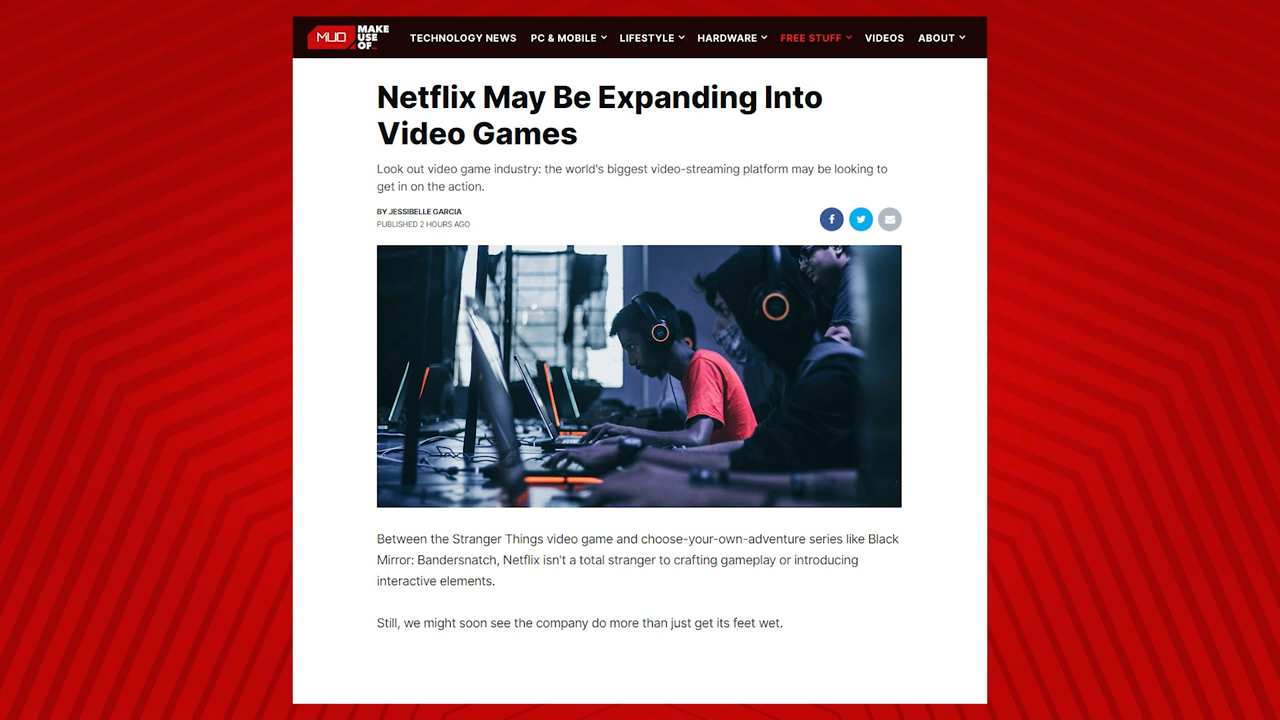 MUO MAKE USE OF_
TECHNOLOGY NEWS PC & MOBILE LIFESTYLE HARDWARE FREE STUFF VIDEOS ABOUT
Netflix May Be Expanding Into
Video Games
Look out video game industry: the world's biggest video-streaming platform may be looking to
get in on the action.
BY JESSIBELLE GARCIA
PUBLISHED 2 HOURS AGO
Between the Stranger Things video game and choose-your-own-adventure series like Black
Mirror: Bandersnatch, Netflix isn't a total stranger to crafting gameplay or introducing
interactive elements.
Still, we might soon see the company do more than just get its feet wet.